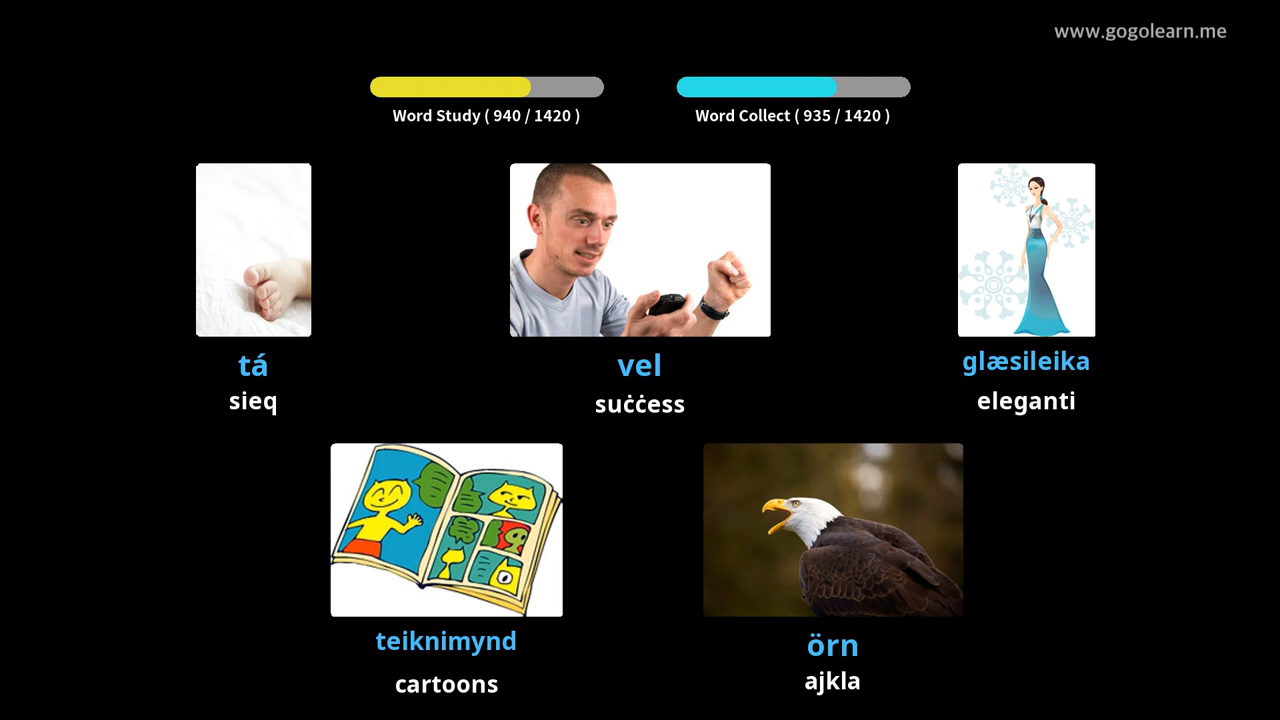 www.gogolearn.me
Word Study ( 940 / 1420 )
Word Collect ( 935 / 1420 )
tá
vel
glæsileika
sieq
suċċess
eleganti
teiknimynd
örn
cartoons
ajkla